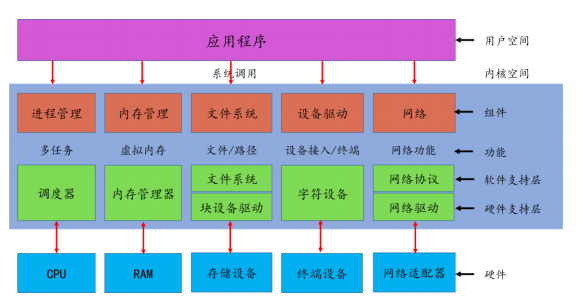 应用程序
用户空间
系统调用
内核空间
进程管理
内存管理
文件系统
设备驱动
网络
组件
多任务
虚拟内存
文件/路径
设备接入/终端
网络功能
功能
调度器
内存管理器
文件系统
块设备驱动
字符设备
网络协议
网络驱动
软件支持层
硬件支持层
CPU
RAM
存储设备
终端设备
网络适配器
硬件